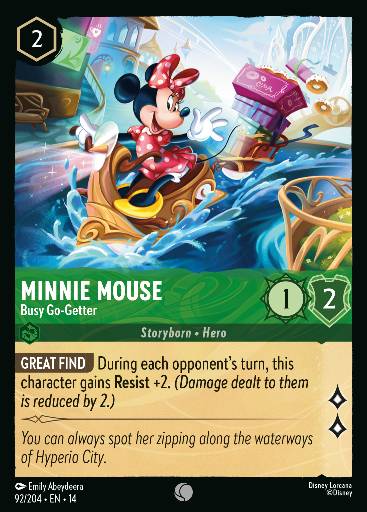 2
MINNIE MOUSE
Busy Go-Getter
1
2
Storyborn • Hero
GREAT FIND During each opponent's turn, this
character gains Resist +2. (Damage dealt to them
is reduced by 2.)
You can always spot her zipping along the waterways
of Hyperio City.
Emily Abeydeera
92/204 • EN • 14
Disney Lorcana
©Disney